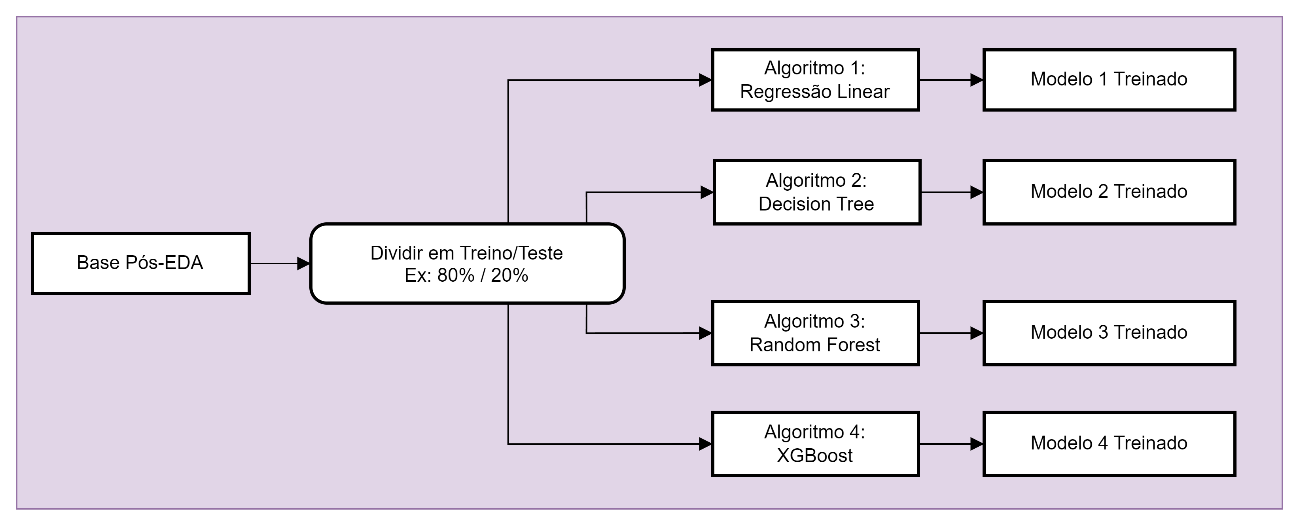 Base Pós-EDA
Dividir em Treino/Teste
Ex: 80% / 20%
Algoritmo 1:
Regressão Linear
Modelo 1 Treinado
Algoritmo 2:
Decision Tree
Modelo 2 Treinado
Algoritmo 3:
Random Forest
Modelo 3 Treinado
Algoritmo 4:
XGBoost
Modelo 4 Treinado